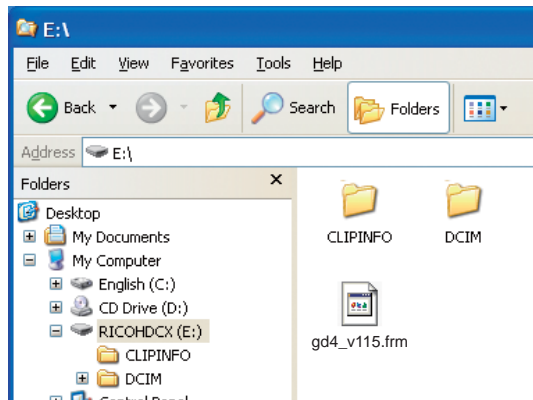 E:\
File Edit View Favorites Tools Help
Back Search Folders
Address E:\
Folders
Desktop
My Documents
My Computer
English (C:)
CD Drive (D:)
RICOHDCX (E:)
CLIPINFO
DCIM
Control Panel
CLIPINFO DCIM
gd4_v115.frm